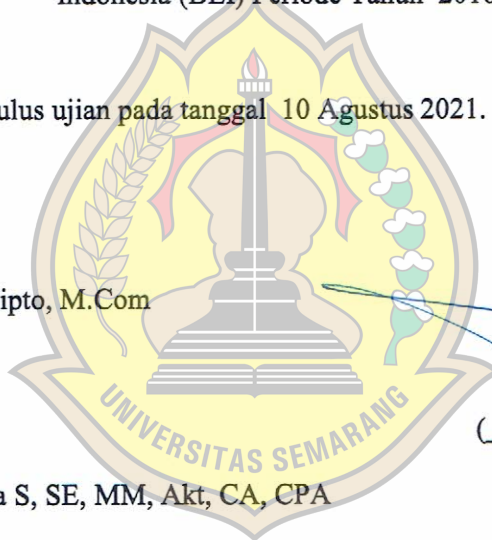 Indonesia (BEI) Periode Tahun 2016
ulus ujian pada tanggal 10 Agustus 2021.
ipto, M.Com
UNIVERSITAS SEMARANG
(
a S, SE, MM, Akt, CA, CPA